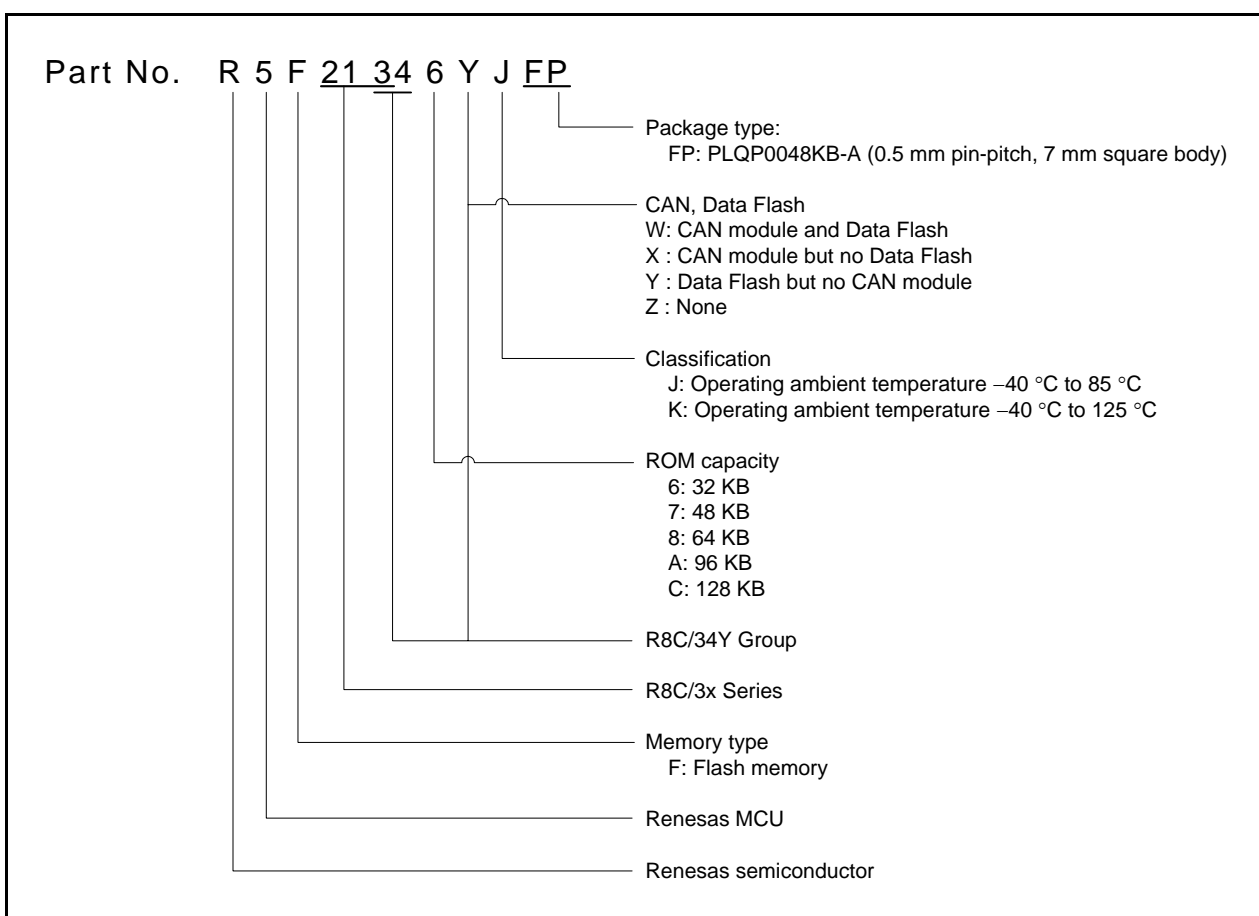 Part No. R 5 F 21 34 6 Y J FP
Package type:
FP: PLQP0048KB-A (0.5 mm pin-pitch, 7 mm square body)
CAN, Data Flash
W: CAN module and Data Flash
X : CAN module but no Data Flash
Y : Data Flash but no CAN module
Z : None
Classification
J: Operating ambient temperature −40 °C to 85 °C
K: Operating ambient temperature −40 °C to 125 °C
ROM capacity
6: 32 KB
7: 48 KB
8: 64 KB
A: 96 KB
C: 128 KB
R8C/34Y Group
R8C/3x Series
Memory type
F: Flash memory
Renesas MCU
Renesas semiconductor